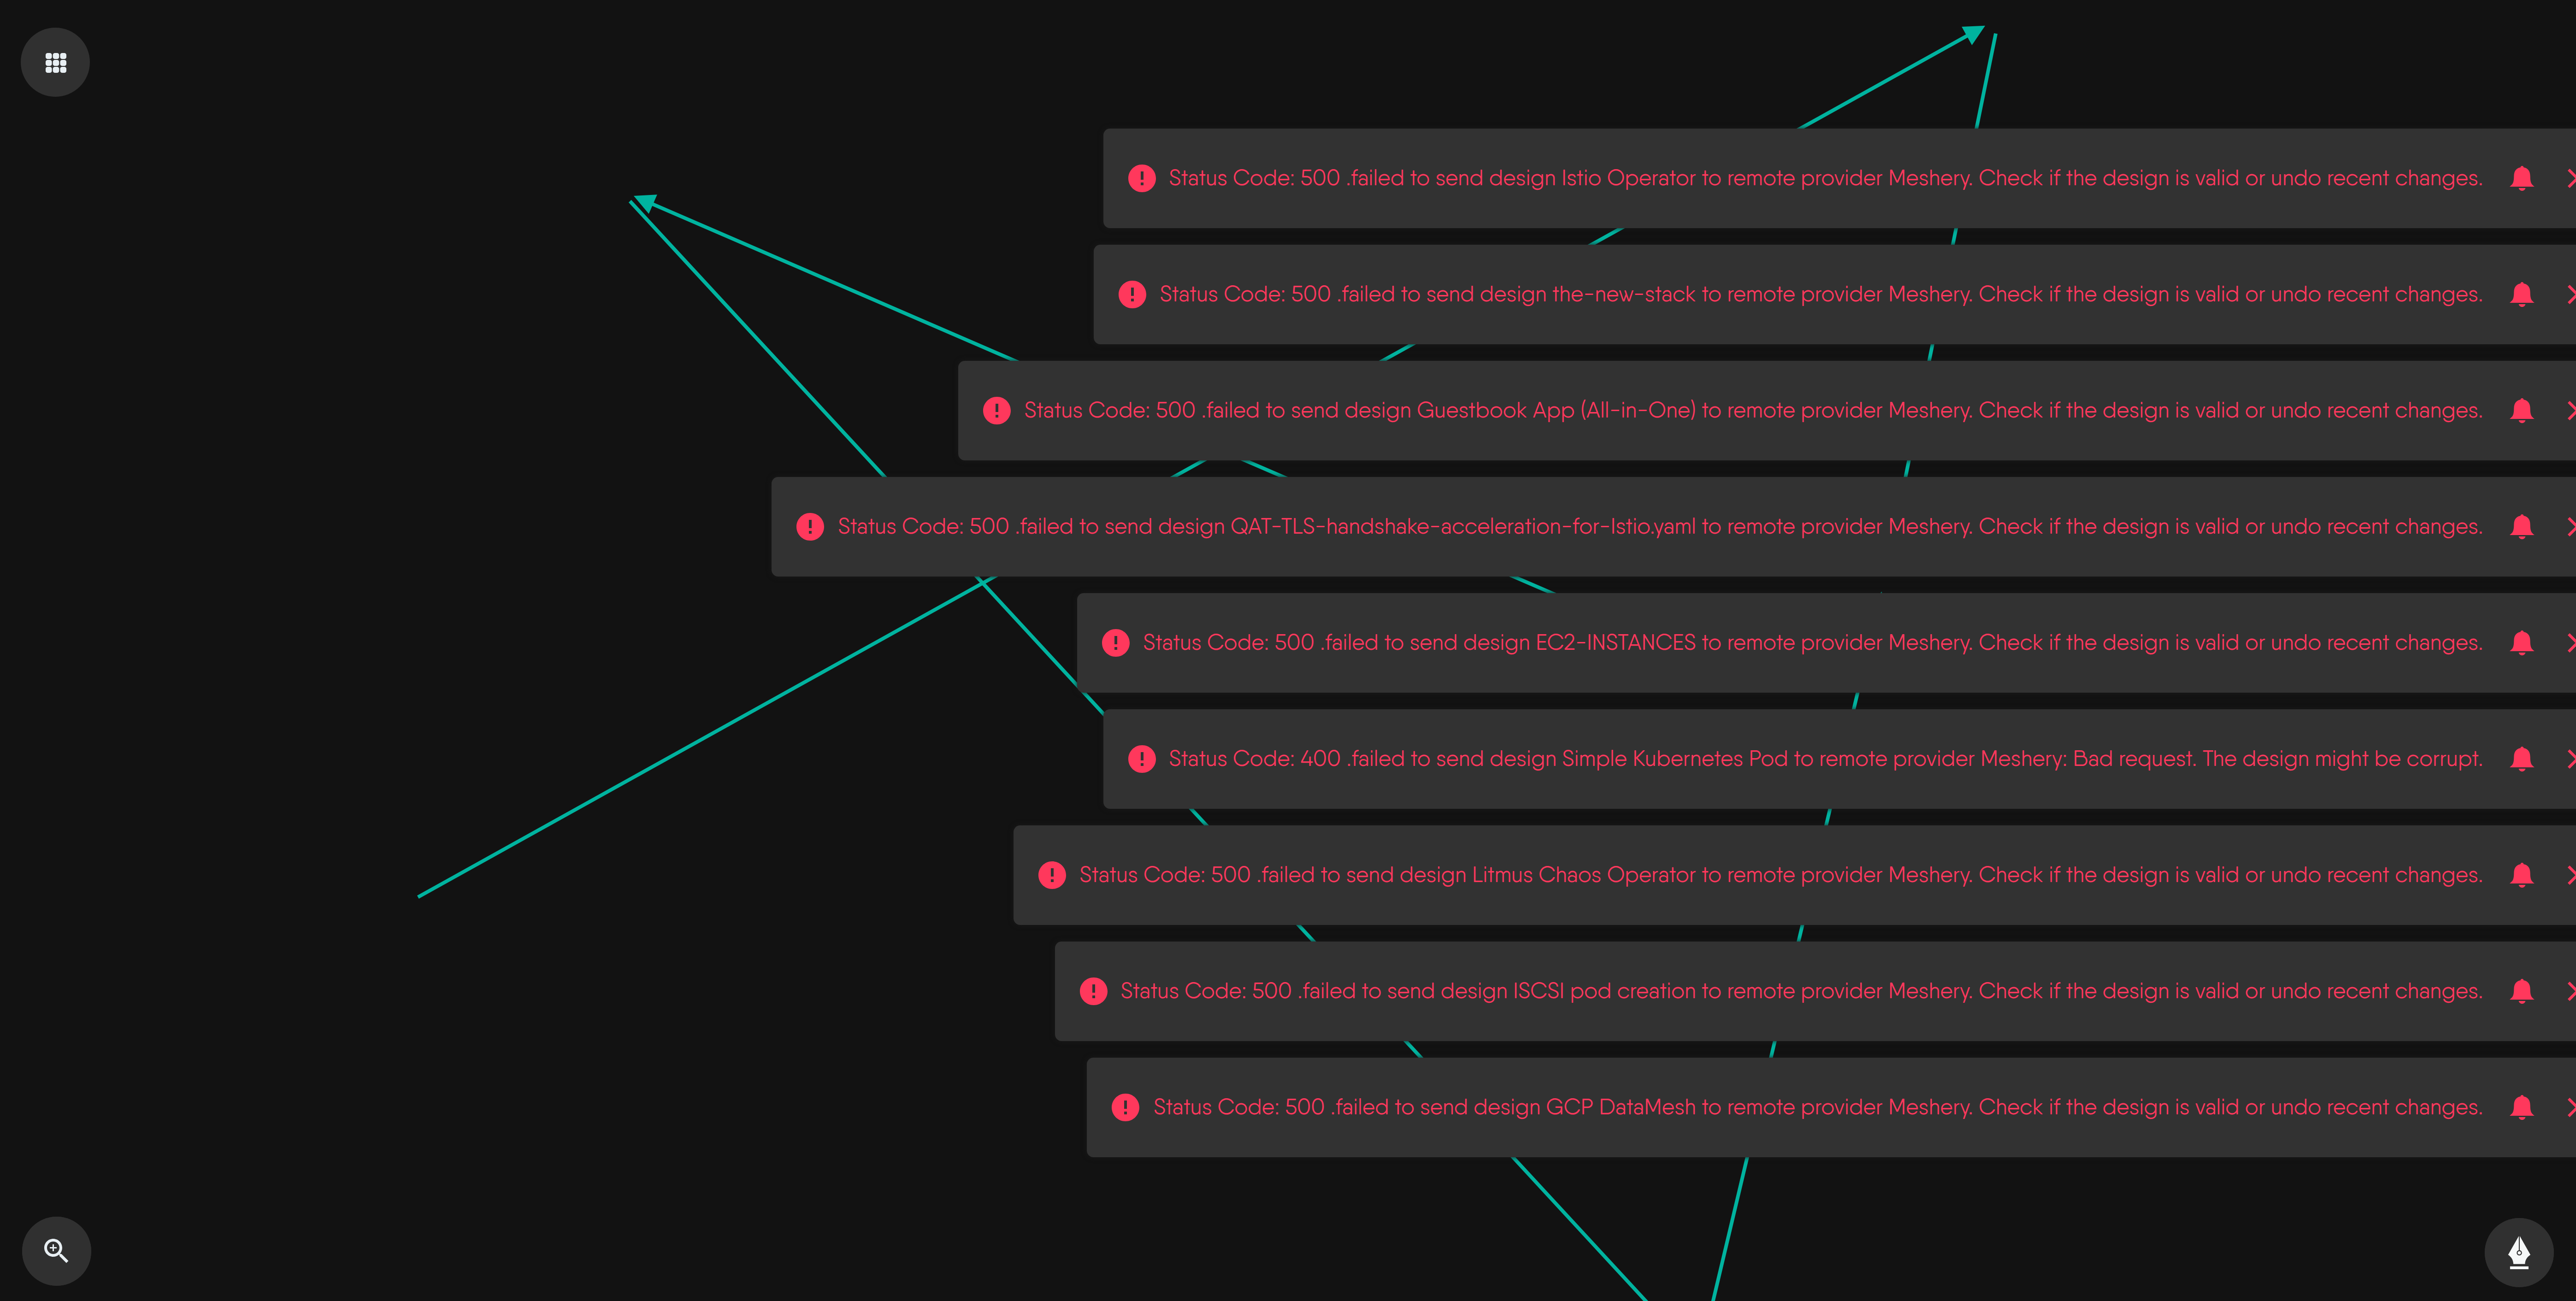 Status Code: 500 .failed to send design Istio Operator to remote provider Meshery. Check if the design is valid or undo recent changes.
Status Code: 500 .failed to send design the-new-stack to remote provider Meshery. Check if the design is valid or undo recent changes.
Status Code: 500 .failed to send design Guestbook App (All-in-One) to remote provider Meshery. Check if the design is valid or undo recent changes.
Status Code: 500 .failed to send design QAT-TLS-handshake-acceleration-for-Istio.yaml to remote provider Meshery. Check if the design is valid or undo recent changes.
Status Code: 500 .failed to send design EC2-INSTANCES to remote provider Meshery. Check if the design is valid or undo recent changes.
Status Code: 400 .failed to send design Simple Kubernetes Pod to remote provider Meshery: Bad request. The design might be corrupt.
Status Code: 500 .failed to send design Litmus Chaos Operator to remote provider Meshery. Check if the design is valid or undo recent changes.
Status Code: 500 .failed to send design ISCSI pod creation to remote provider Meshery. Check if the design is valid or undo recent changes.
Status Code: 500 .failed to send design GCP DataMesh to remote provider Meshery. Check if the design is valid or undo recent changes.